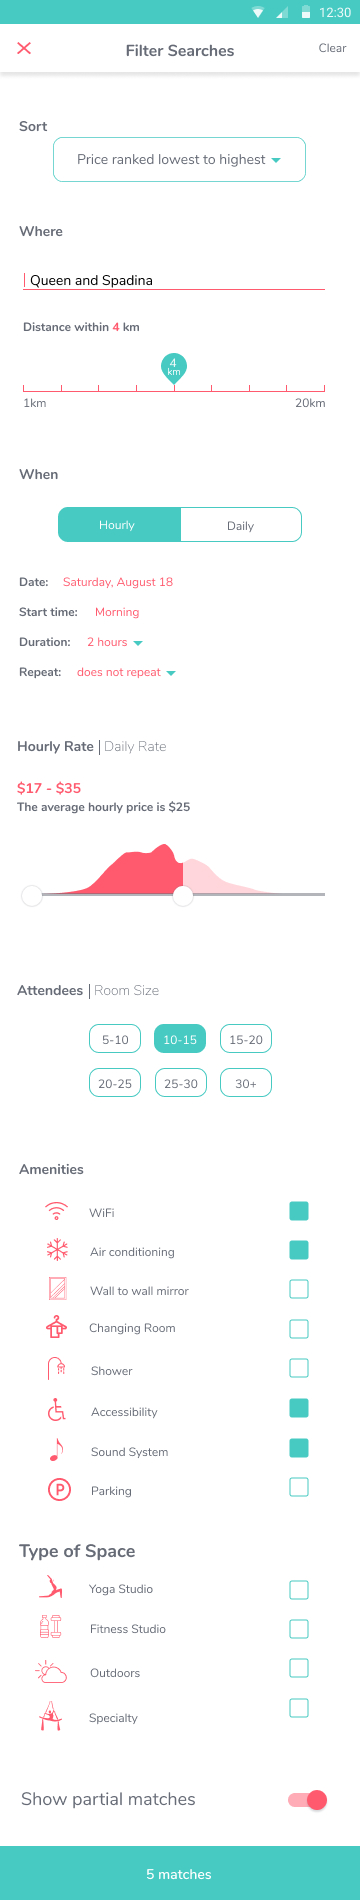 12:30
Filter Searches
Clear
Sort
Price ranked lowest to highest
Where
Queen and Spadina
Distance within 4 km
4
km
1km
20km
When
Hourly
Daily
Date: Saturday, August 18
Start time: Morning
Duration: 2 hours
Repeat: does not repeat
Hourly Rate | Daily Rate
$17 - $35
The average hourly price is $25
Attendees | Room Size
5-10
10-15
15-20
20-25
25-30
30+
Amenities
WiFi
Air conditioning
Wall to wall mirror
Changing Room
Shower
Accessibility
Sound System
P
Parking
Type of Space
Yoga Studio
Fitness Studio
Outdoors
Specialty
Show partial matches
5 matches